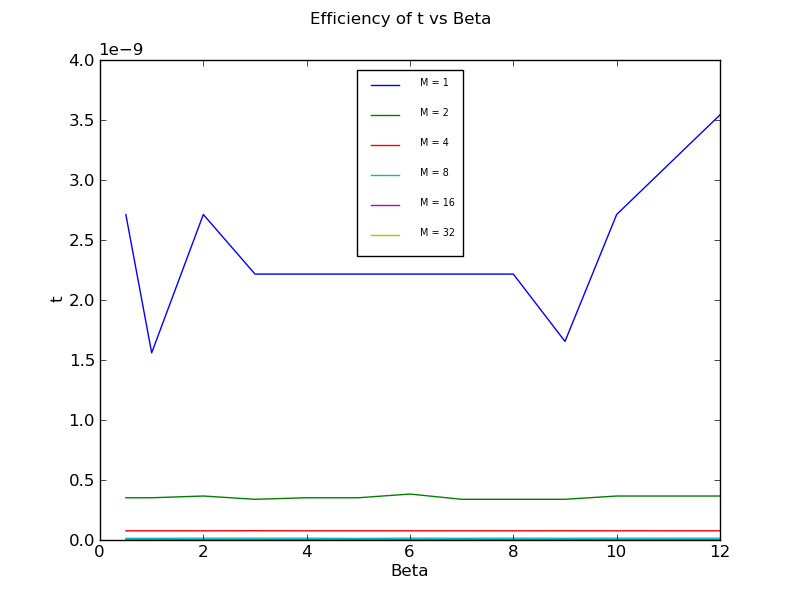 Efficiency of t vs Beta
1e−9
4.0
3.5
3.0
2.5
2.0
1.5
1.0
0.5
0.0
t
M = 1
M = 2
M = 4
M = 8
M = 16
M = 32
0 2 4 6 8 10 12
Beta